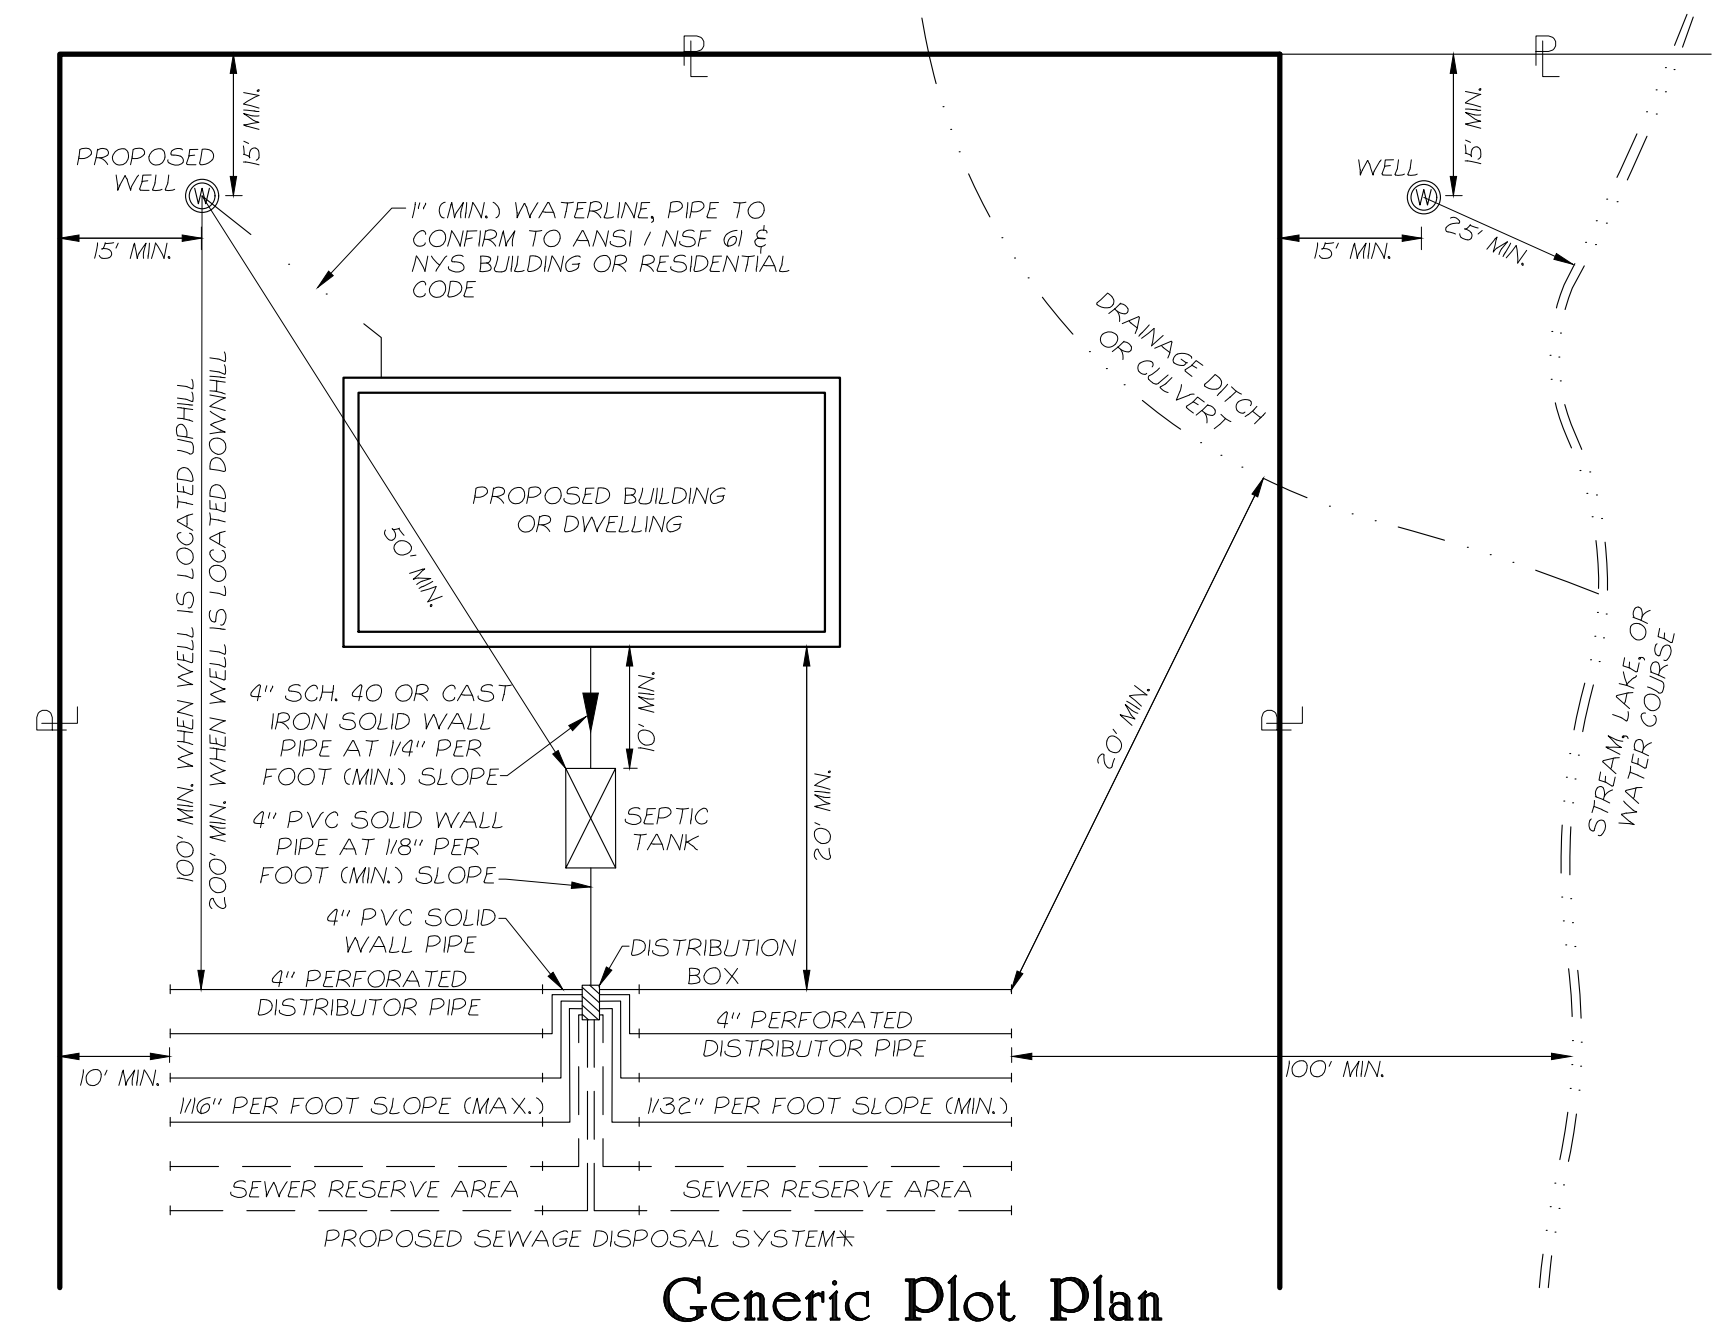 PL
PL
15' MIN.
15' MIN.
PROPOSED
WELL
W
WELL
W
15' MIN.
15' MIN.
25' MIN.
1" (MIN.) WATERLINE, PIPE TO
CONFIRM TO ANSI / NSF 61 &
NYS BUILDING OR RESIDENTIAL
CODE
DRAINAGE DITCH
OR CULVERT
PROPOSED BUILDING
OR DWELLING
50' MIN.
100' MIN. WHEN WELL IS LOCATED UPHILL
200' MIN. WHEN WELL IS LOCATED DOWNHILL
STREAM, LAKE, OR
WATER COURSE
PL
PL
4" SCH. 40 OR CAST
IRON SOLID WALL
PIPE AT 1/4" PER
FOOT (MIN.) SLOPE
10' MIN.
20' MIN.
20' MIN.
SEPTIC
TANK
4" PVC SOLID WALL
PIPE AT 1/8" PER
FOOT (MIN.) SLOPE
4" PVC SOLID
WALL PIPE
DISTRIBUTION
BOX
4" PERFORATED
DISTRIBUTOR PIPE
4" PERFORATED
DISTRIBUTOR PIPE
10' MIN.
100' MIN.
1/16" PER FOOT SLOPE (MAX.)
1/32" PER FOOT SLOPE (MIN.)
SEWER RESERVE AREA
SEWER RESERVE AREA
PROPOSED SEWAGE DISPOSAL SYSTEM*
Generic Plot Plan